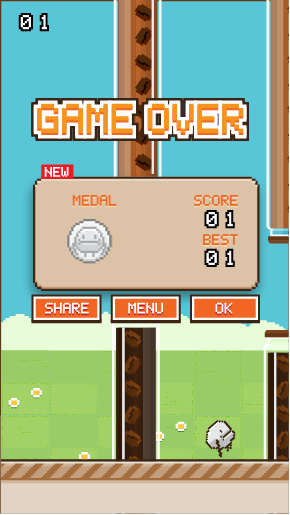 01
GAME OVER
NEW
MEDAL
SCORE
01
BEST
01
SHARE
MENU
OK